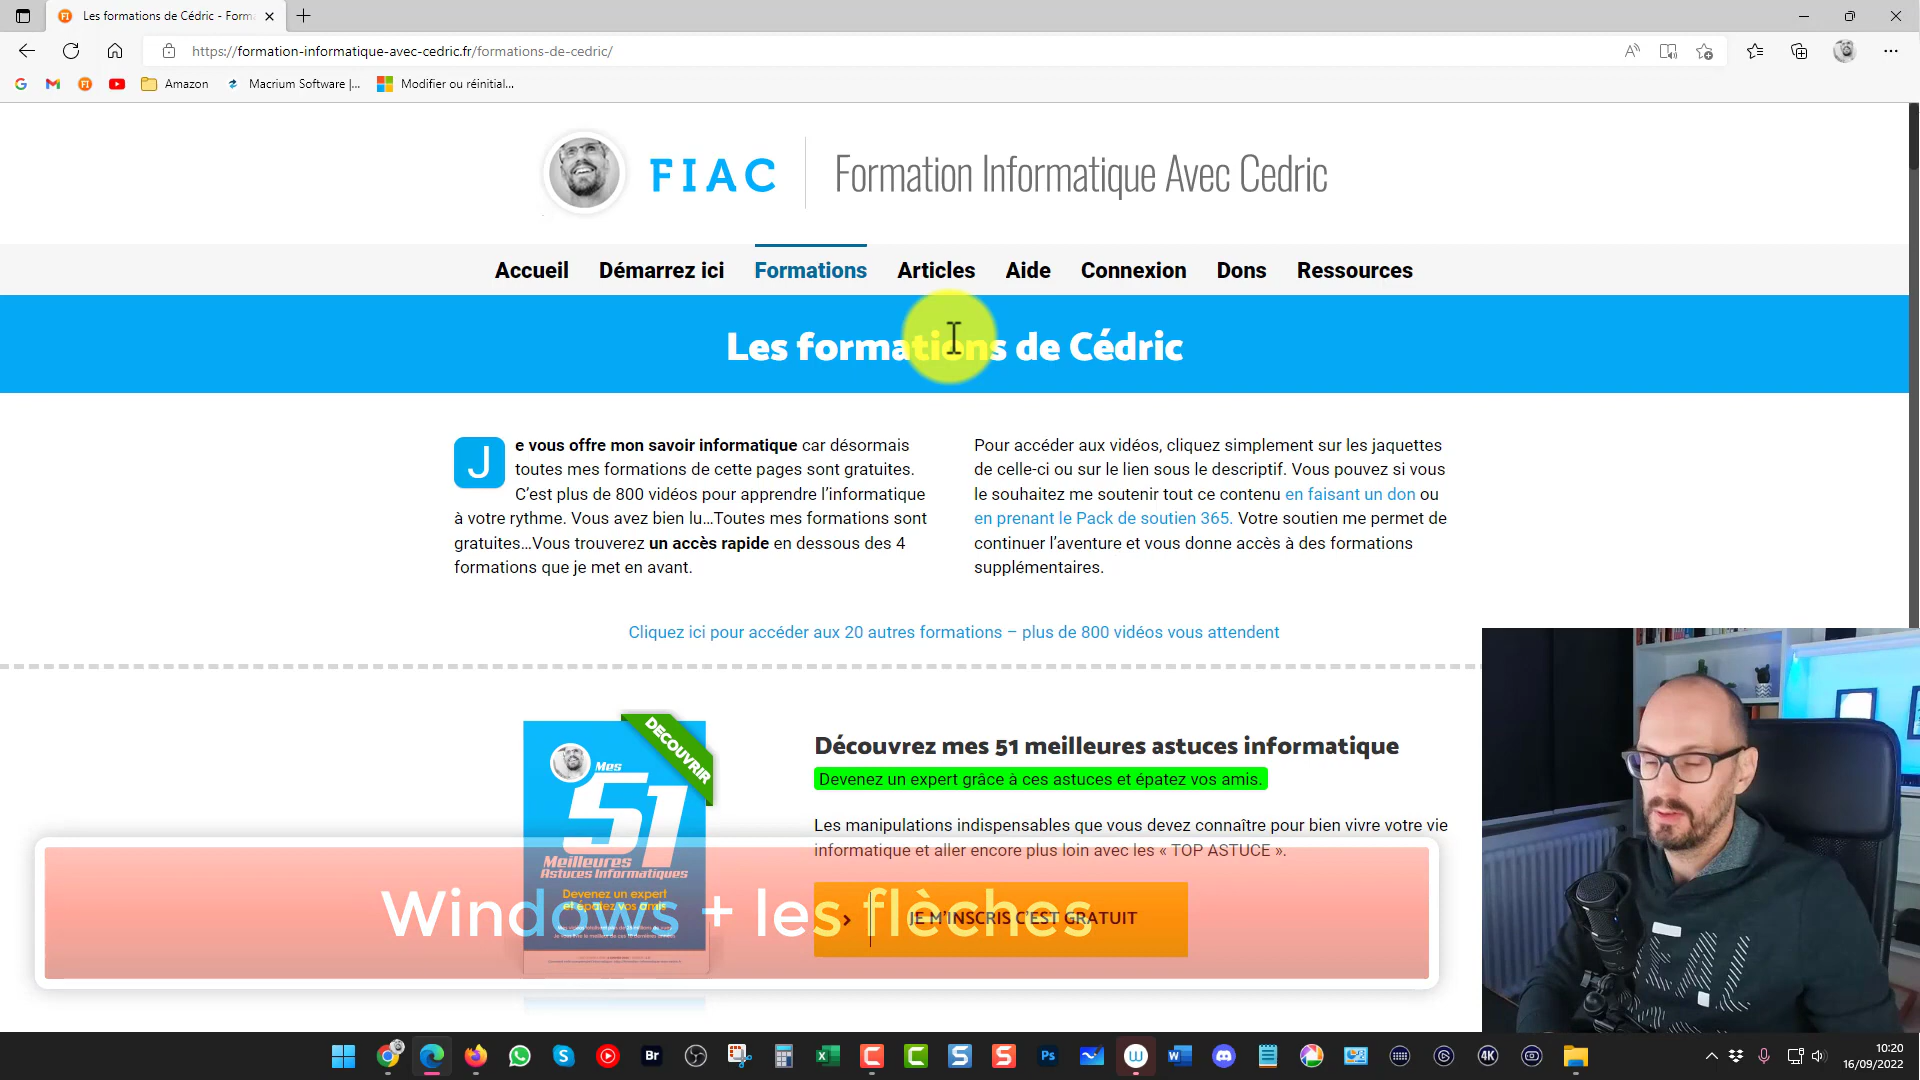 Les formations de Cédric - Form
https://formation-informatique-avec-cedric.fr/formations-de-cedric/
Amazon
Macrium Software |...
Modifier ou réinitial...
FIAC
Formation Informatique Avec Cedric
Accueil
Démarrez ici
Formations
Articles
Aide
Connexion
Dons
Ressources
Les formations de Cédric
Je vous offre mon savoir informatique car désormais
toutes mes formations de cette pages sont gratuites.
C'est plus de 800 vidéos pour apprendre l'informatique
à votre rythme. Vous avez bien lu...Toutes mes formations sont
gratuites...Vous trouverez un accès rapide en dessous des 4
formations que je met en avant.
Pour accéder aux vidéos, cliquez simplement sur les jaquettes
de celle-ci ou sur le lien sous le descriptif. Vous pouvez si vous
le souhaitez me soutenir tout ce contenu en faisant un don ou
en prenant le Pack de soutien 365. Votre soutien me permet de
continuer l'aventure et vous donne accès à des formations
supplémentaires.
Cliquez ici pour accéder aux 20 autres formations – plus de 800 vidéos vous attendent
DECOUVRIR
Mes
51
Meilleures
Astuces Informatiques
Devenez un expert
et épatez vos amis
Découvrez mes 51 meilleures astuces informatique
Devenez un expert grâce à ces astuces et épatez vos amis.
Les manipulations indispensables que vous devez connaître pour bien vivre votre vie
informatique et aller encore plus loin avec les « TOP ASTUCE ».
JE M'INSCRIS C'EST GRATUIT
Windows + les flèches
10:20
16/09/2022